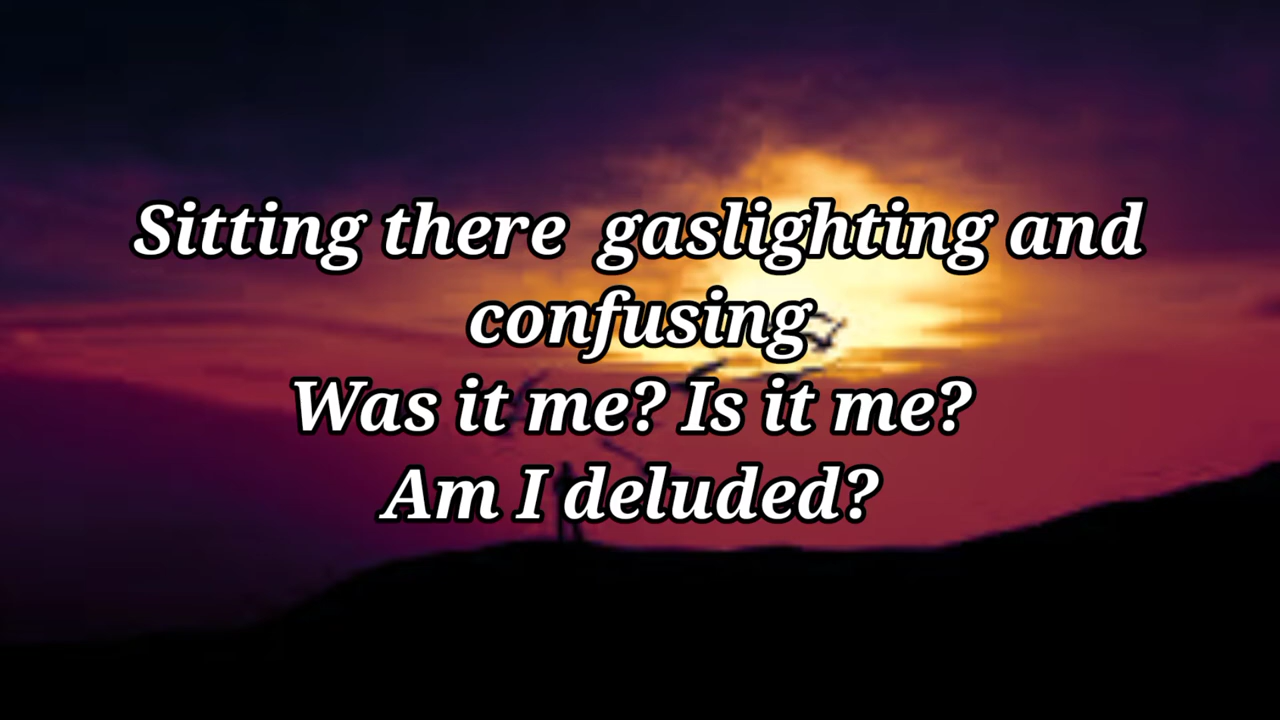 Sitting there  gaslighting and
confusing
Was it me? Is it me?
Am I deluded?